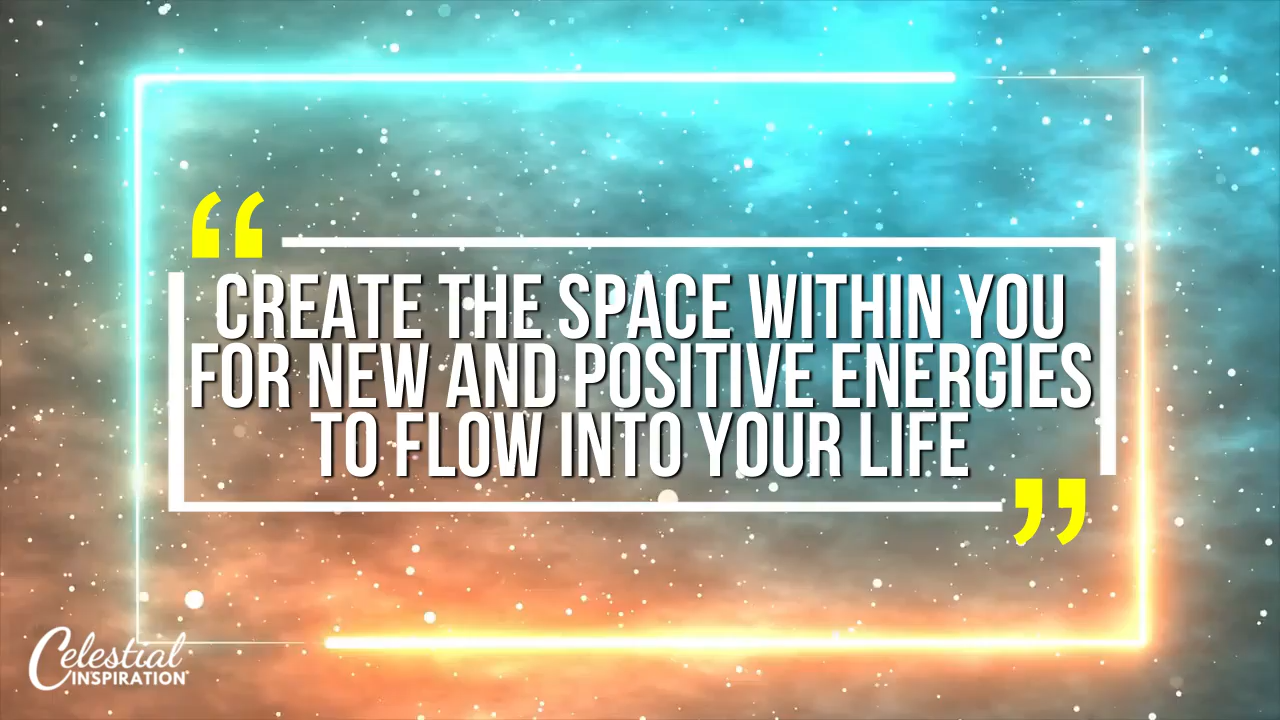 “
CREATE THE SPACE WITHIN YOU
FOR NEW AND POSITIVE ENERGIES
TO FLOW INTO YOUR LIFE
”
Celestial
INSPIRATION